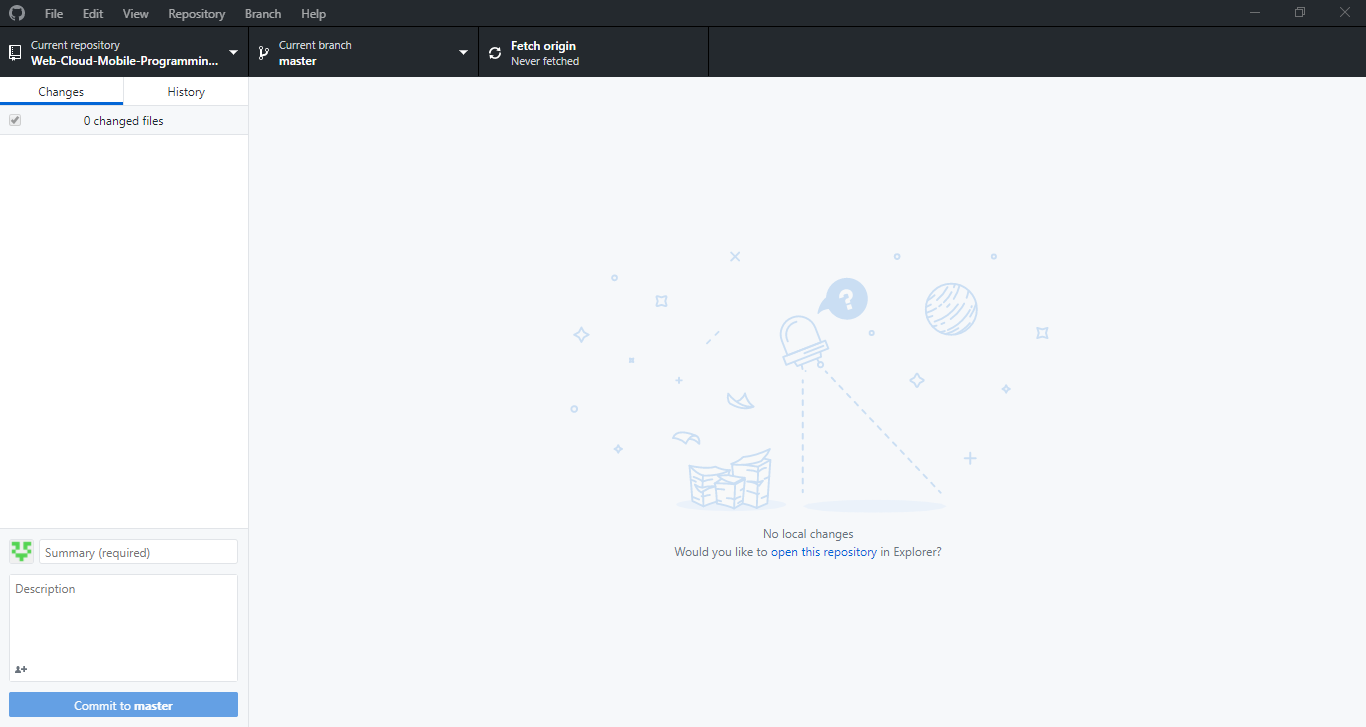 File Edit View Repository Branch Help
Current repository
Web-Cloud-Mobile-Programmin...
Current branch
master
Fetch origin
Never fetched
Changes
History
0 changed files
?
No local changes
Would you like to open this repository in Explorer?
Summary (required)
Description
Commit to master